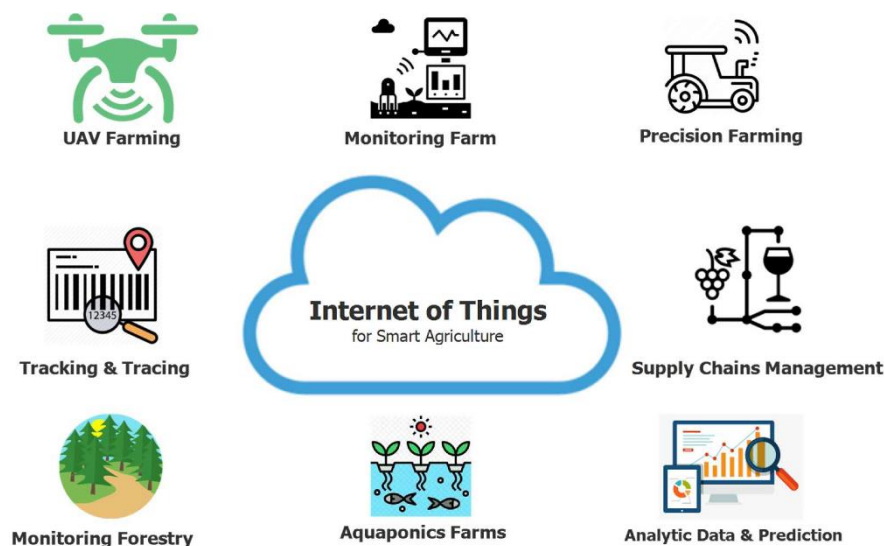 UAV Farming
Monitoring Farm
Precision Farming
12345
Tracking & Tracing
Internet of Things
for Smart Agriculture
Supply Chains Management
Monitoring Forestry
Aquaponics Farms
Analytic Data & Prediction